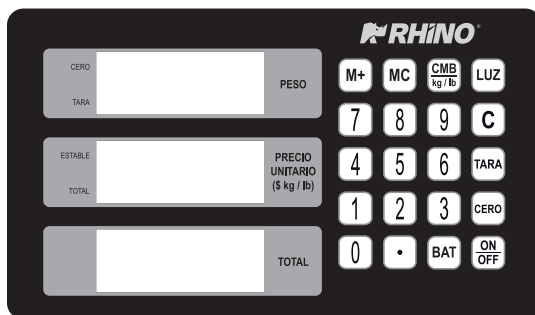 RHINO®
CERO
TARA
PESO
ESTABLE
TOTAL
PRECIO
UNITARIO
($ kg / lb)
TOTAL
M+ MC CMB LUZ
kg / lb
7 8 9 C
4 5 6 TARA
1 2 3 CERO
0 • BAT ON
OFF